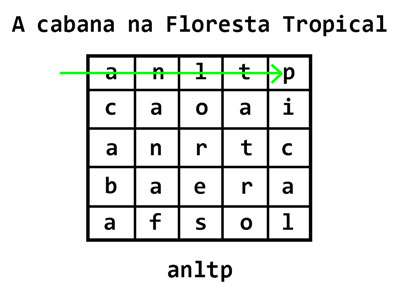 A cabana na Floresta Tropical
a n l t p
c a o a i
a n r t c
b a e r a
a f s o l
anltp